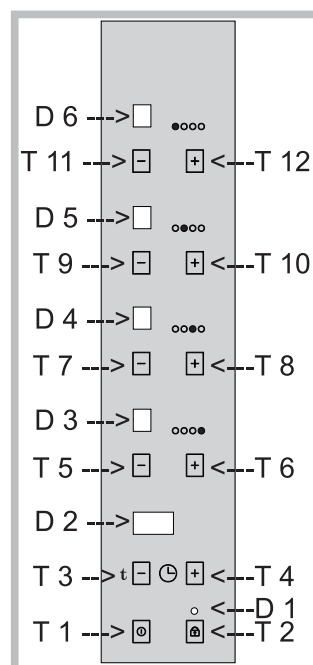 D 6 -->
T 11 --> - + <-- T 12
D 5 -->
T 9 --> - + <-- T 10
D 4 -->
T 7 --> - + <-- T 8
D 3 -->
T 5 --> - + <-- T 6
D 2 -->
T 3 --> t - + <-- T 4
<-- D 1
T 1 --> <-- T 2